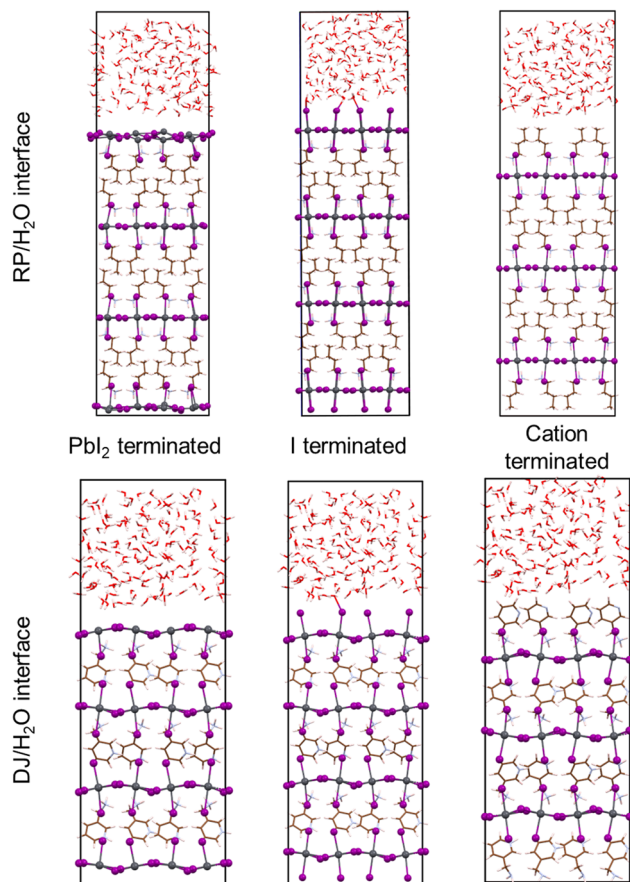 RP/H₂O interface
PbI₂ terminated
I terminated
Cation
terminated
DJ/H₂O interface